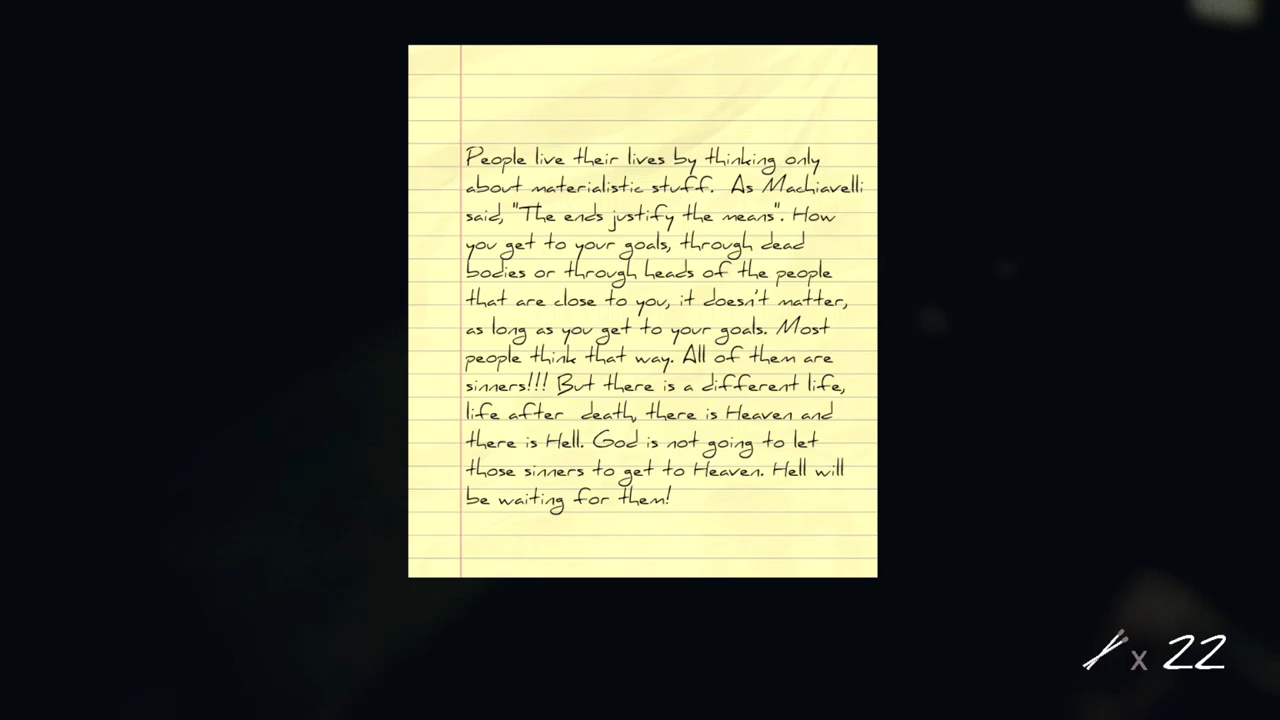 People live their lives by thinking only
about materialistic stuff. As Machiavelli
said, "The ends justify the means". How
you get to your goals, through dead
bodies or through heads of the people
that are close to you, it doesn't matter,
as long as you get to your goals. Most
people think that way. All of them are
sinners!!! But there is a different life,
life after death, there is Heaven and
there is Hell. God is not going to let
those sinners to get to Heaven. Hell will
be waiting for them!
x 22